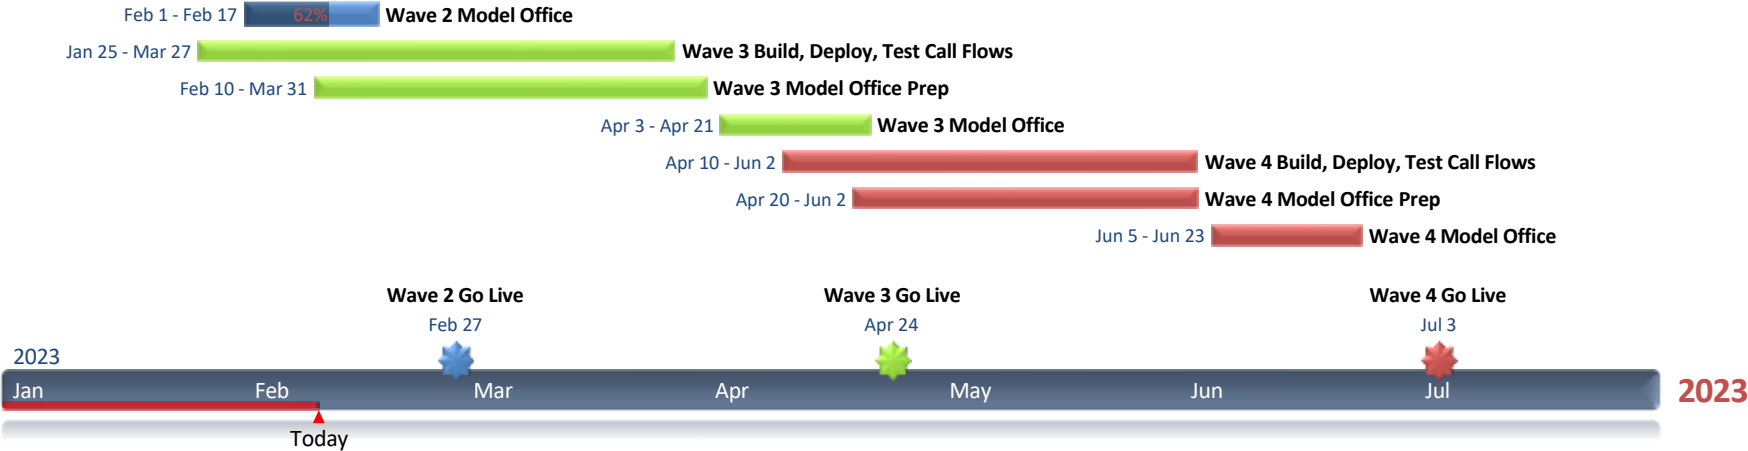 Feb 1 - Feb 17 62% Wave 2 Model Office
Jan 25 - Mar 27 Wave 3 Build, Deploy, Test Call Flows
Feb 10 - Mar 31 Wave 3 Model Office Prep
Apr 3 - Apr 21 Wave 3 Model Office
Apr 10 - Jun 2 Wave 4 Build, Deploy, Test Call Flows
Apr 20 - Jun 2 Wave 4 Model Office Prep
Jun 5 - Jun 23 Wave 4 Model Office
Wave 2 Go Live Wave 3 Go Live Wave 4 Go Live
Feb 27 Apr 24 Jul 3
2023
Jan Feb Mar Apr May Jun Jul 2023
Today